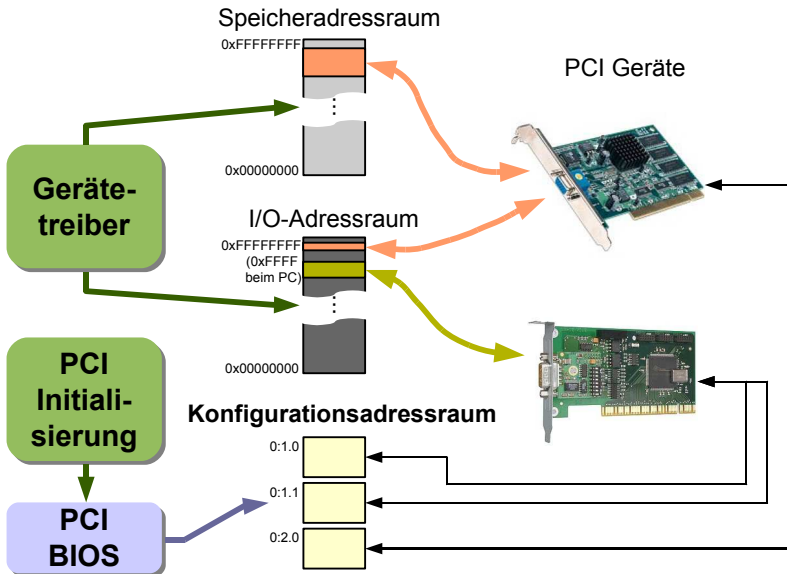 Speicheradressraum
0xFFFFFFFF
PCI Geräte
0x00000000
Geräte-
treiber
I/O-Adressraum
0xFFFFFFFF
(0xFFFF
beim PC)
0x00000000
PCI
Initiali-
sierung
Konfigurationsadressraum
0:1.0
0:1.1
0:2.0
PCI
BIOS